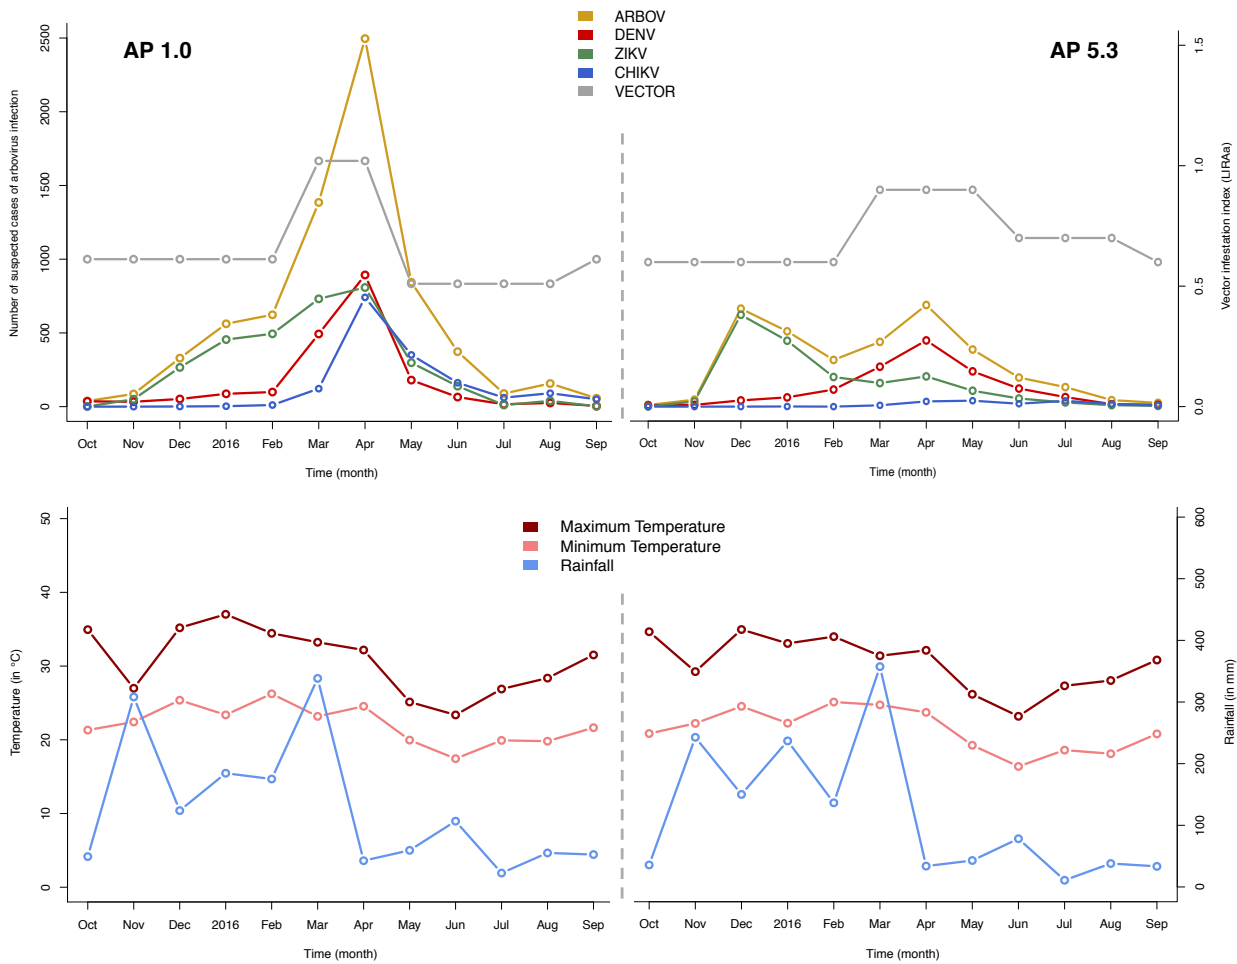 ARBOV
DENV
ZIKV
CHIKV
VECTOR
AP 1.0
AP 5.3
Number of suspected cases of arbovirus infection
2500
2000
1500
1000
500
0
Oct Nov Dec 2016 Feb Mar Apr May Jun Jul Aug Sep
Time (month)
Oct Nov Dec 2016 Feb Mar Apr May Jun Jul Aug Sep
Time (month)
1.5
1.0
0.5
0.0
Vector infestation index (LIRAa)
Maximum Temperature
Minimum Temperature
Rainfall
Temperature (in °C)
50
40
30
20
10
0
Oct Nov Dec 2016 Feb Mar Apr May Jun Jul Aug Sep
Time (month)
Oct Nov Dec 2016 Feb Mar Apr May Jun Jul Aug Sep
Time (month)
600
500
400
300
200
100
0
Rainfall (in mm)